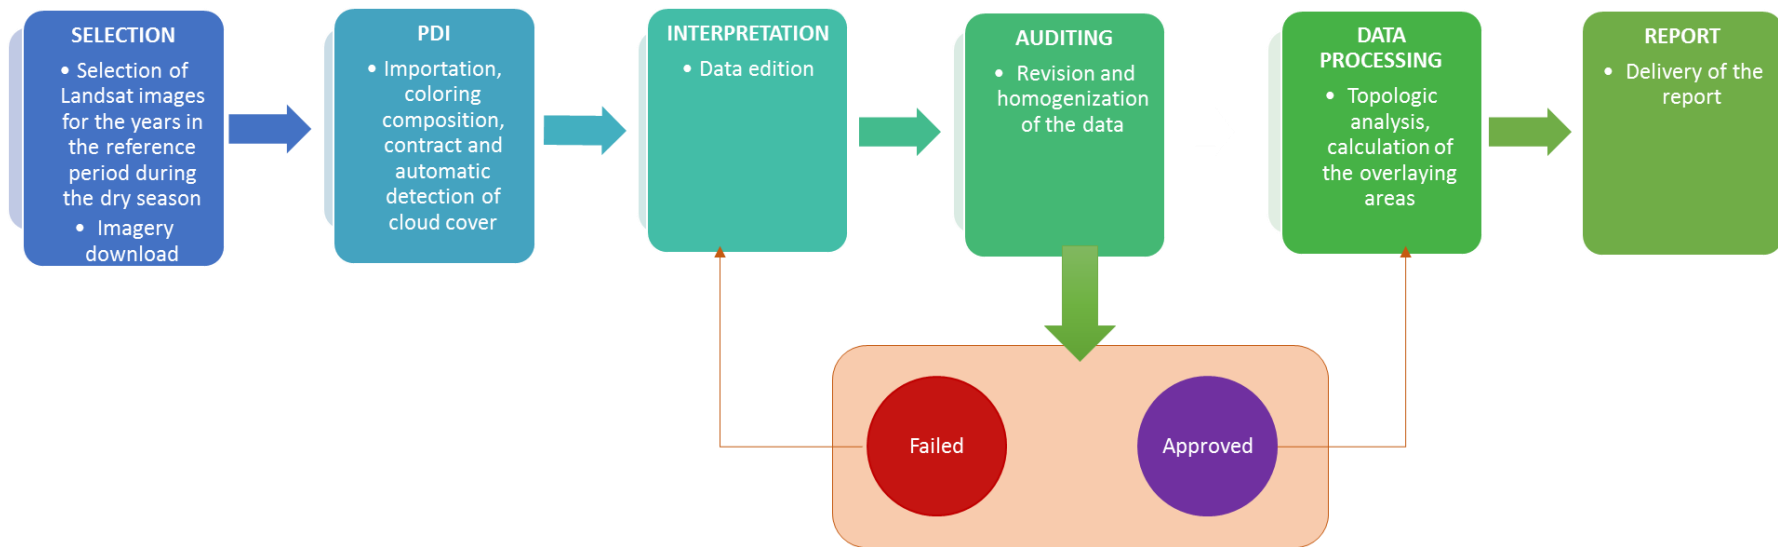 SELECTION
• Selection of
Landsat images
for the years in
the reference
period during
the dry season
• Imagery
download
PDI
• Importation,
coloring
composition,
contract and
automatic
detection of
cloud cover
INTERPRETATION
• Data edition
AUDITING
• Revision and
homogenization
of the data
DATA
PROCESSING
• Topologic
analysis,
calculation of
the overlaying
areas
REPORT
• Delivery of the
report
Failed
Approved